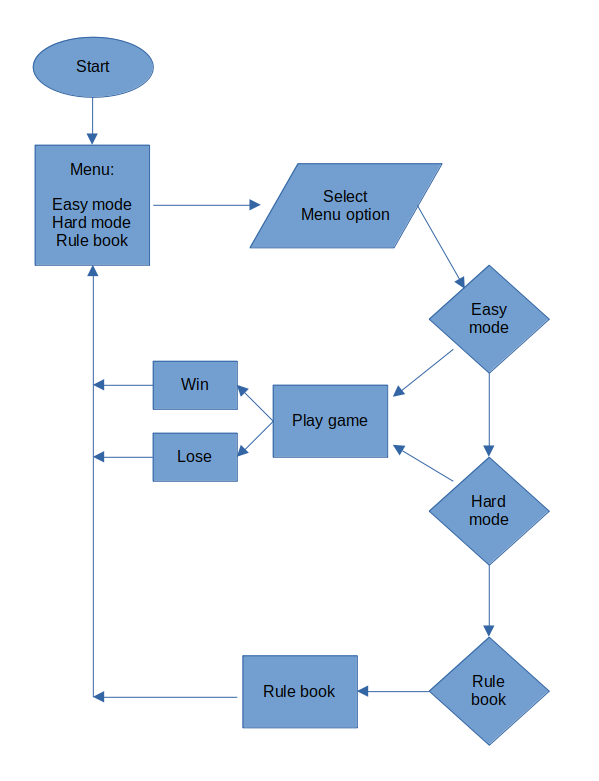 Start
Menu:
Easy mode
Hard mode
Rule book
Select
Menu option
Easy
mode
Win
Play game
Lose
Hard
mode
Rule book
Rule
book